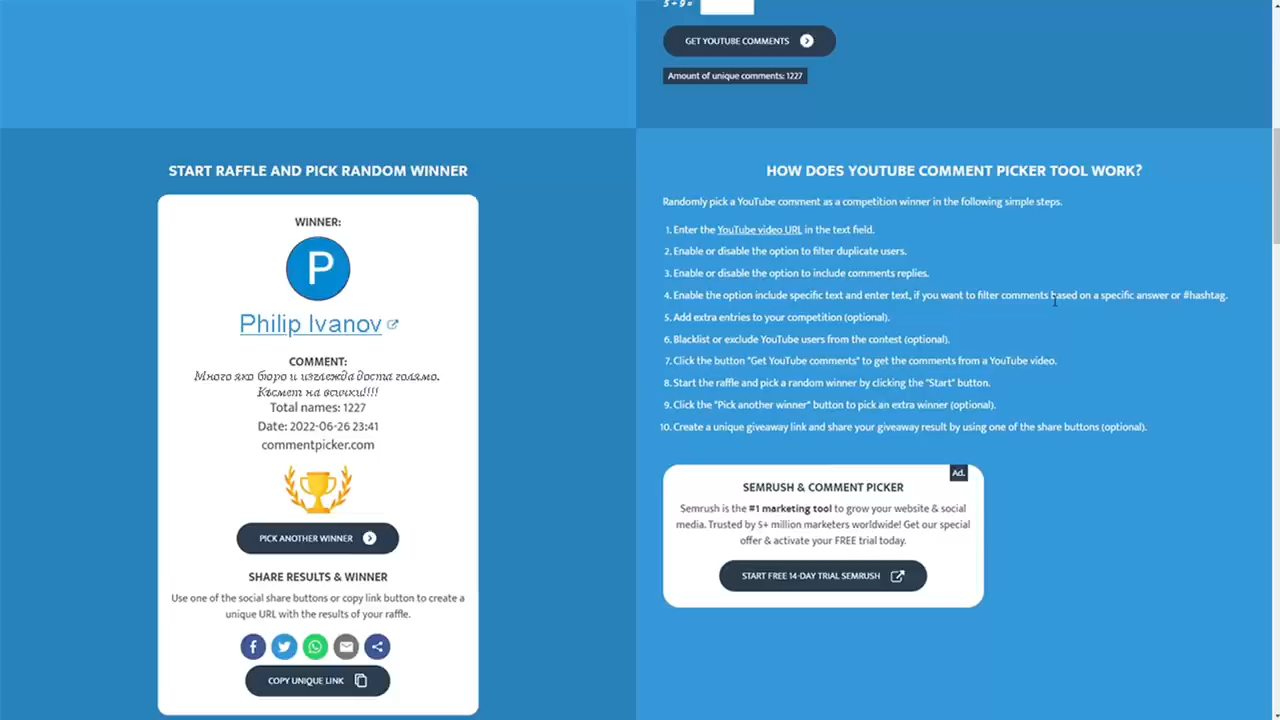 5 + 9 =
GET YOUTUBE COMMENTS
Amount of unique comments: 1227
START RAFFLE AND PICK RANDOM WINNER
WINNER:
P
Philip Ivanov
COMMENT:
Много яко бюро и изглежда доста голямо.
Късмет на всички!!!!
Total names: 1227
Date: 2022-06-26 23:41
commentpicker.com
PICK ANOTHER WINNER
SHARE RESULTS & WINNER
Use one of the social share buttons or copy link button to create a
unique URL with the results of your raffle.
COPY UNIQUE LINK
HOW DOES YOUTUBE COMMENT PICKER TOOL WORK?
Randomly pick a YouTube comment as a competition winner in the following simple steps.
1. Enter the YouTube video URL in the text field.
2. Enable or disable the option to filter duplicate users.
3. Enable or disable the option to include comments replies.
4. Enable the option include specific text and enter text, if you want to filter comments based on a specific answer or #hashtag.
5. Add extra entries to your competition (optional).
6. Blacklist or exclude YouTube users from the contest (optional).
7. Click the button "Get YouTube comments" to get the comments from a YouTube video.
8. Start the raffle and pick a random winner by clicking the "Start" button.
9. Click the "Pick another winner" button to pick an extra winner (optional).
10. Create a unique giveaway link and share your giveaway result by using one of the share buttons (optional).
Ad.
SEMRUSH & COMMENT PICKER
Semrush is the #1 marketing tool to grow your website & social
media. Trusted by 5+ million marketers worldwide! Get our special
offer & activate your FREE trial today.
START FREE 14-DAY TRIAL SEMRUSH